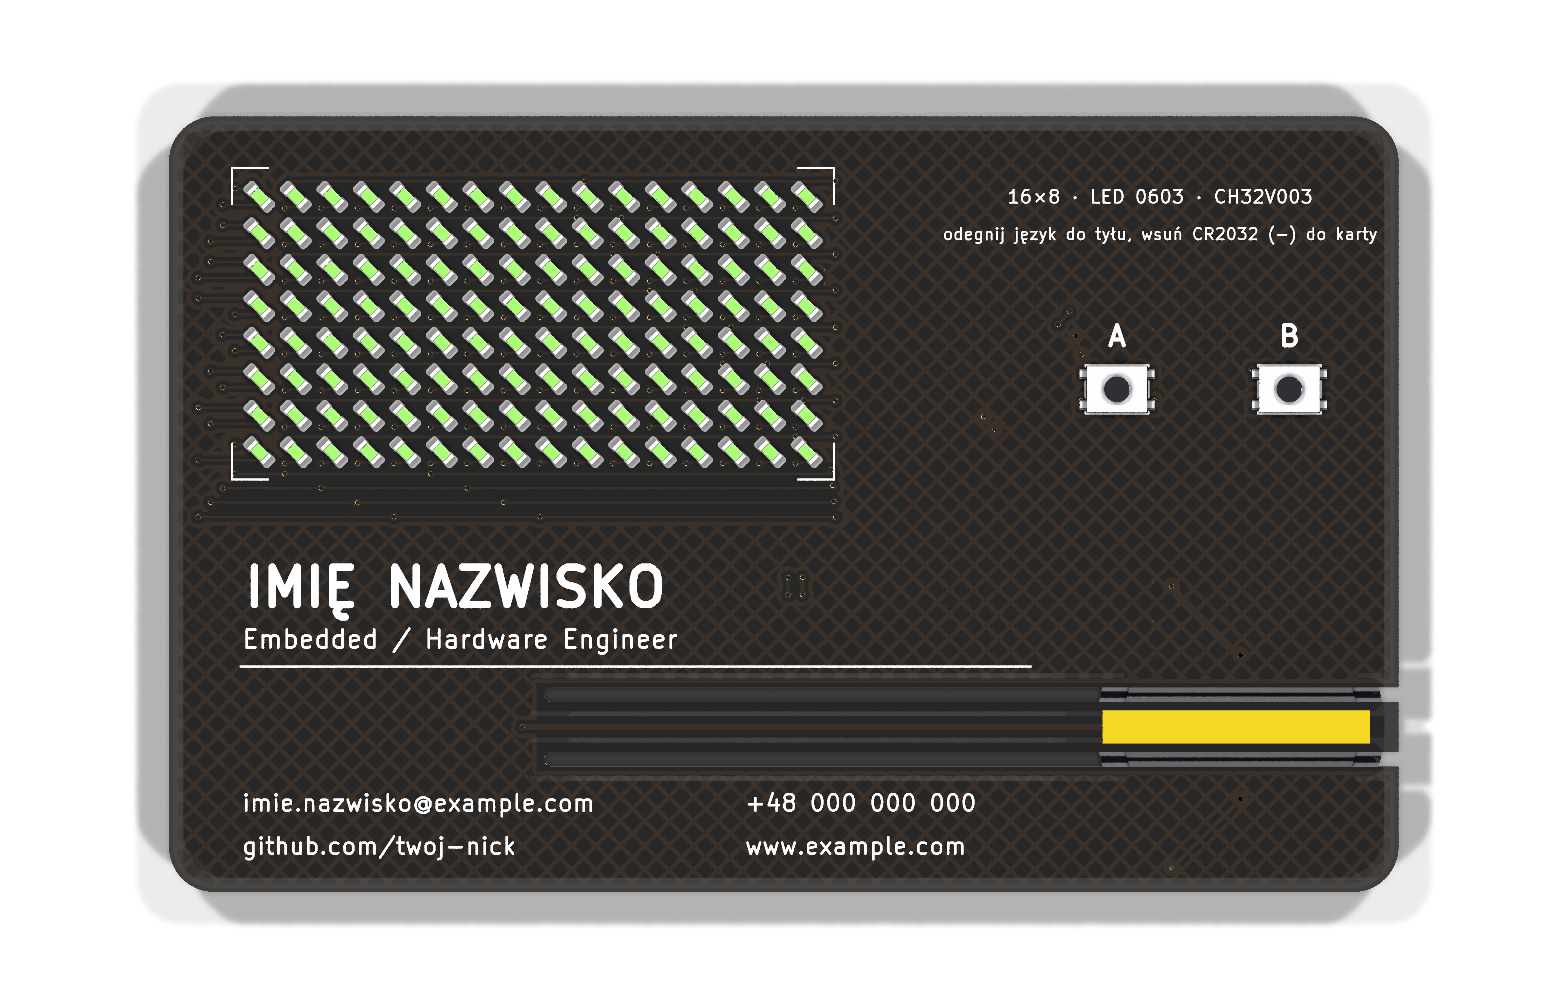 16×8 · LED 0603 · CH32V003
odegnij język do tyłu, wsuń CR2032 (−) do karty
A
B
IMIĘ NAZWISKO
Embedded / Hardware Engineer
imie.nazwisko@example.com
+48 000 000 000
github.com/twoj-nick
www.example.com